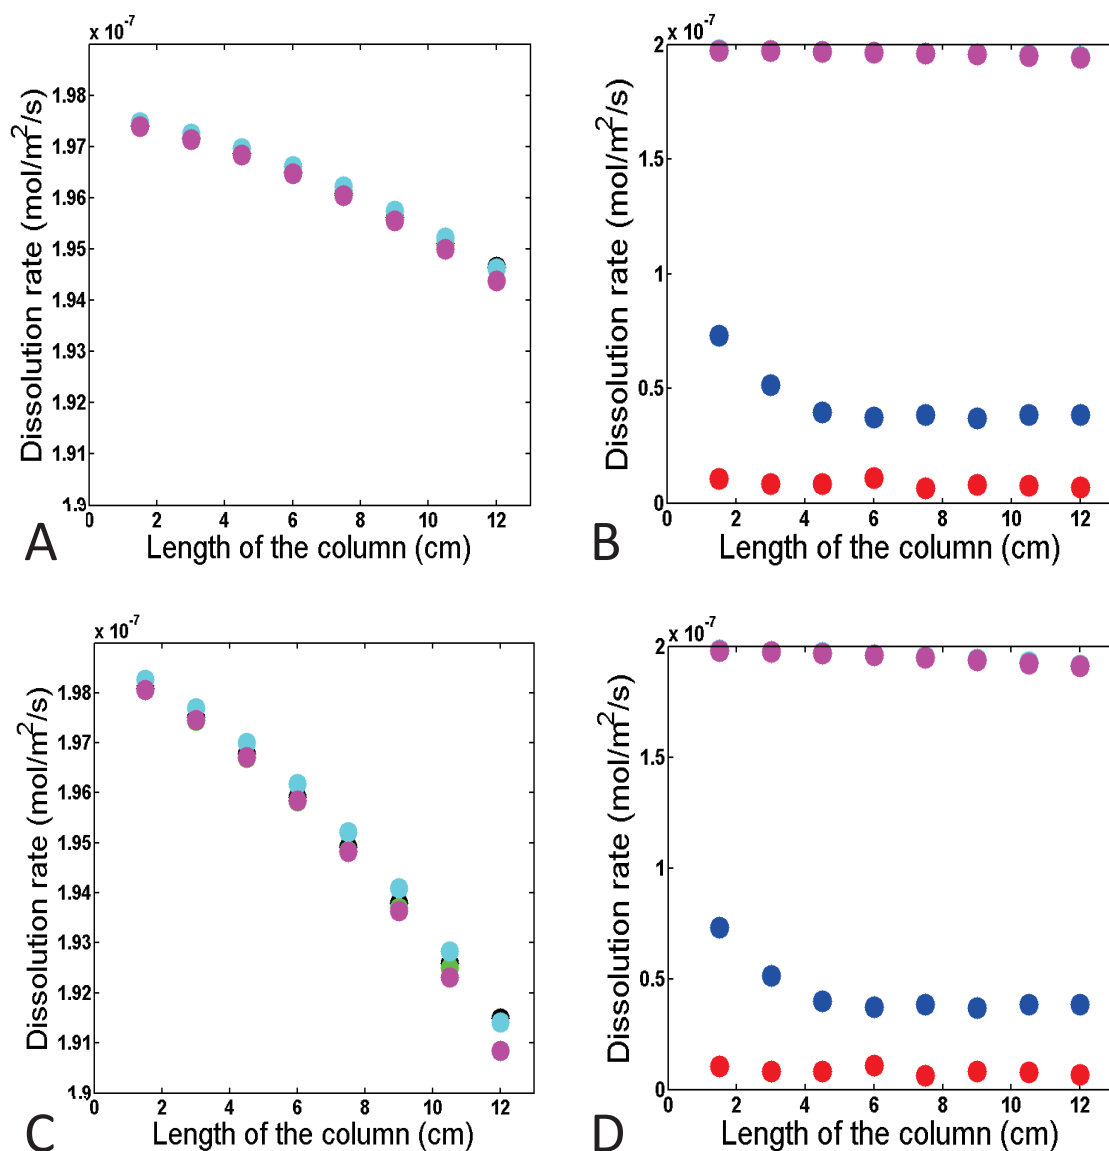 x 10⁻⁷
1.98
1.97
1.96
1.95
1.94
1.93
1.92
1.91
1.9
0 2 4 6 8 10 12
Dissolution rate (mol/m²/s)
Length of the column (cm)
A
x 10⁻⁷
2
1.5
1
0.5
0
0 2 4 6 8 10 12
Dissolution rate (mol/m²/s)
Length of the column (cm)
B
x 10⁻⁷
1.98
1.97
1.96
1.95
1.94
1.93
1.92
1.91
1.9
0 2 4 6 8 10 12
Dissolution rate (mol/m²/s)
Length of the column (cm)
C
x 10⁻⁷
2
1.5
1
0.5
0
0 2 4 6 8 10 12
Dissolution rate (mol/m²/s)
Length of the column (cm)
D